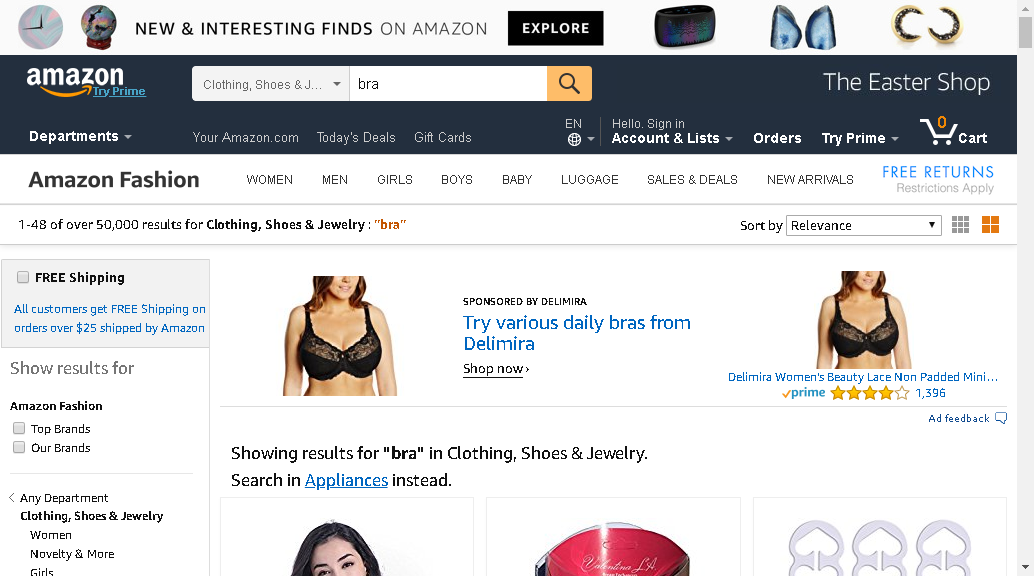 NEW & INTERESTING FINDS ON AMAZON EXPLORE
amazon
Try Prime
Clothing, Shoes & J... bra
The Easter Shop
Departments
Your Amazon.com Today's Deals Gift Cards
EN
Hello. Sign in
Account & Lists
Orders
Try Prime
0
Cart
Amazon Fashion
WOMEN MEN GIRLS BOYS BABY LUGGAGE SALES & DEALS NEW ARRIVALS
FREE RETURNS
Restrictions Apply
1-48 of over 50,000 results for Clothing, Shoes & Jewelry : "bra"
Sort by Relevance
FREE Shipping
All customers get FREE Shipping on
orders over $25 shipped by Amazon
Show results for
Amazon Fashion
Top Brands
Our Brands
Any Department
Clothing, Shoes & Jewelry
Women
Novelty & More
Girls
SPONSORED BY DELIMIRA
Try various daily bras from
Delimira
Shop now ›
Delimira Women's Beauty Lace Non Padded Mini...
prime 1,396
Ad feedback
Showing results for "bra" in Clothing, Shoes & Jewelry.
Search in Appliances instead.
Valentina L.A